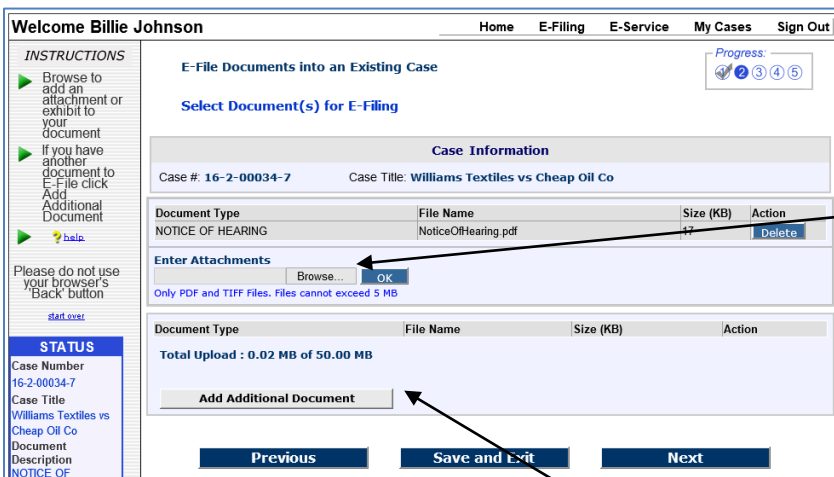 Welcome Billie Johnson
Home E-Filing E-Service My Cases Sign Out
INSTRUCTIONS
Browse to
add an
attachment or
exhibit to
your
document
If you have
another
document to
E-File click
Add
Additional
Document
? help
Please do not use
your browser's
'Back' button
start over
STATUS
Case Number
16-2-00034-7
Case Title
Williams Textiles vs
Cheap Oil Co
Document
Description
NOTICE OF
E-File Documents into an Existing Case
Progress:
1 2 3 4 5
Select Document(s) for E-Filing
Case Information
Case #: 16-2-00034-7 Case Title: Williams Textiles vs Cheap Oil Co
Document Type File Name Size (KB) Action
NOTICE OF HEARING NoticeOfHearing.pdf 17 Delete
Enter Attachments
Browse... OK
Only PDF and TIFF Files. Files cannot exceed 5 MB
Document Type File Name Size (KB) Action
Total Upload : 0.02 MB of 50.00 MB
Add Additional Document
Previous Save and Exit Next